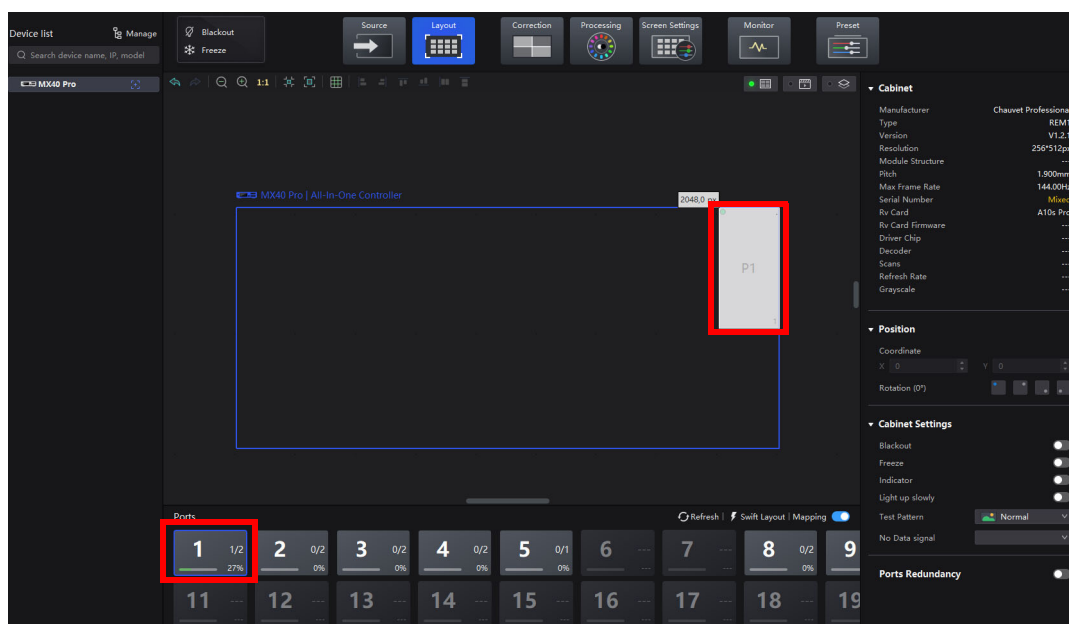 Device list Manage
Search device name, IP, model
MX40 Pro
Blackout
Freeze
Source Layout Correction Processing Screen Settings Monitor Preset
1:1
MX40 Pro | All-In-One Controller
2048,0 px
P1
1
Ports
Refresh | Swift Layout | Mapping
1 1/2 27%
2 0/2 0%
3 0/2 0%
4 0/2 0%
5 0/1 0%
6 --- ---
7 --- ---
8 0/2 0%
9
11 --- ---
12 --- ---
13 --- ---
14 --- ---
15 --- ---
16 --- ---
17 --- ---
18 --- ---
19
Cabinet
Manufacturer Chauvet Professiona
Type REM1
Version V1.2.1
Resolution 256*512px
Module Structure ---
Pitch 1.900mm
Max Frame Rate 144.00Hz
Serial Number Mixed
Rv Card A10s Pro
Rv Card Firmware ---
Driver Chip ---
Decoder ---
Scans ---
Refresh Rate ---
Grayscale ---
Position
Coordinate
X 0 Y 0
Rotation (0°)
Cabinet Settings
Blackout
Freeze
Indicator
Light up slowly
Test Pattern Normal
No Data signal
Ports Redundancy